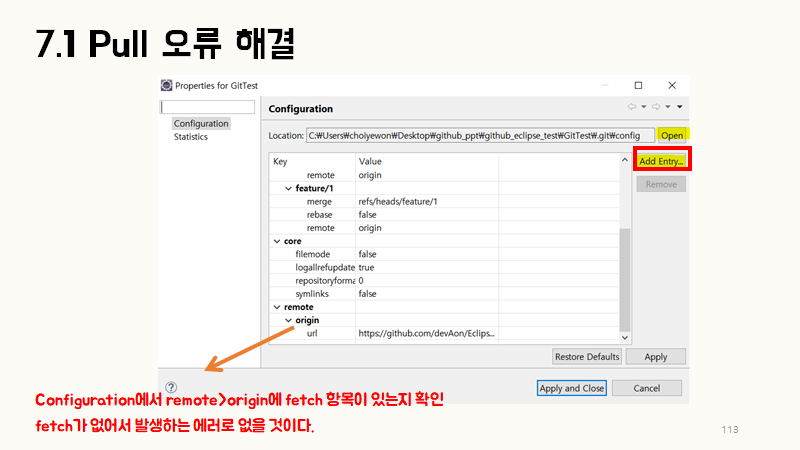 7.1 Pull 오류 해결
Properties for GitTest
Configuration
Statistics
Configuration
Location: C:₩Users₩choiyewon₩Desktop₩github_ppt₩github_eclipse_test₩GitTest₩.git₩config Open
Key Value
remote origin
feature/1
merge refs/heads/feature/1
rebase false
remote origin
core
filemode false
logallrefupdate true
repositoryforma 0
symlinks false
remote
origin
url https://github.com/devAon/Eclips...
Add Entry...
Remove
Restore Defaults Apply
Apply and Close Cancel
Configuration에서 remote>origin에 fetch 항목이 있는지 확인
fetch가 없어서 발생하는 에러로 없을 것이다.
113